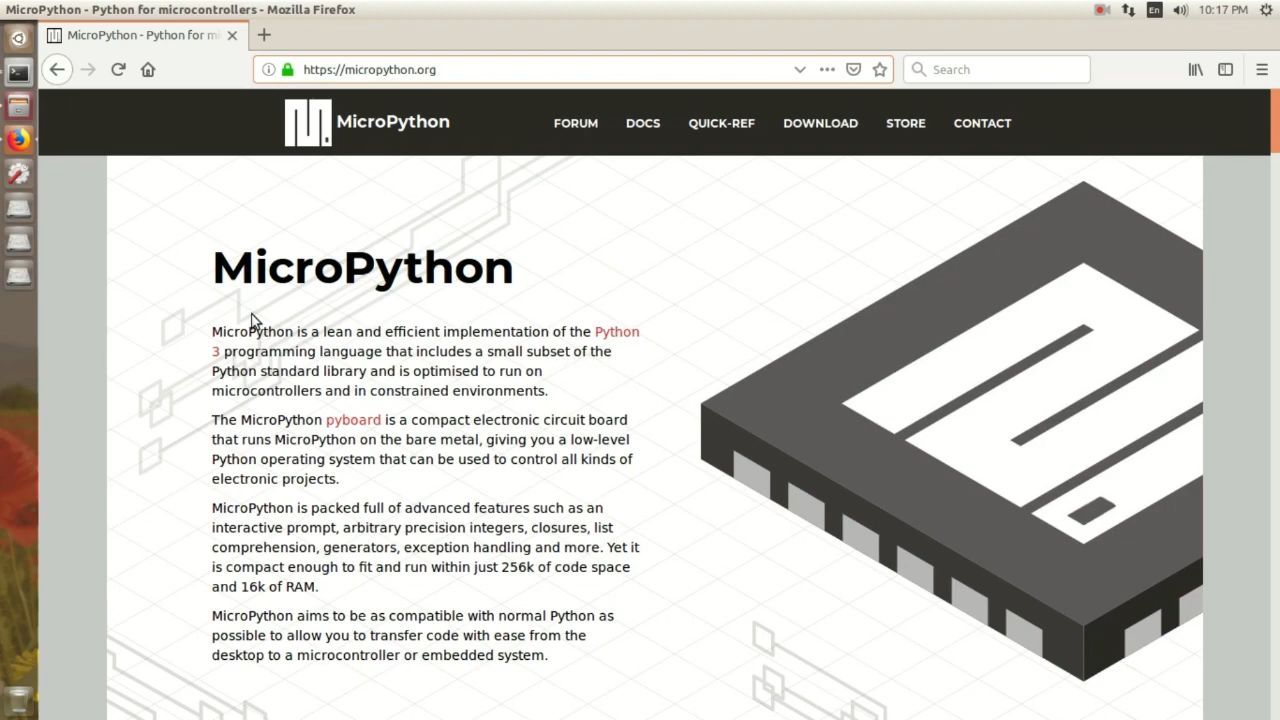 MicroPython - Python for microcontrollers - Mozilla Firefox
En
10:17 PM
MicroPython - Python for mi
https://micropython.org
Search
MicroPython
FORUM
DOCS
QUICK-REF
DOWNLOAD
STORE
CONTACT
MicroPython
MicroPython is a lean and efficient implementation of the Python
3 programming language that includes a small subset of the
Python standard library and is optimised to run on
microcontrollers and in constrained environments.
The MicroPython pyboard is a compact electronic circuit board
that runs MicroPython on the bare metal, giving you a low-level
Python operating system that can be used to control all kinds of
electronic projects.
MicroPython is packed full of advanced features such as an
interactive prompt, arbitrary precision integers, closures, list
comprehension, generators, exception handling and more. Yet it
is compact enough to fit and run within just 256k of code space
and 16k of RAM.
MicroPython aims to be as compatible with normal Python as
possible to allow you to transfer code with ease from the
desktop to a microcontroller or embedded system.